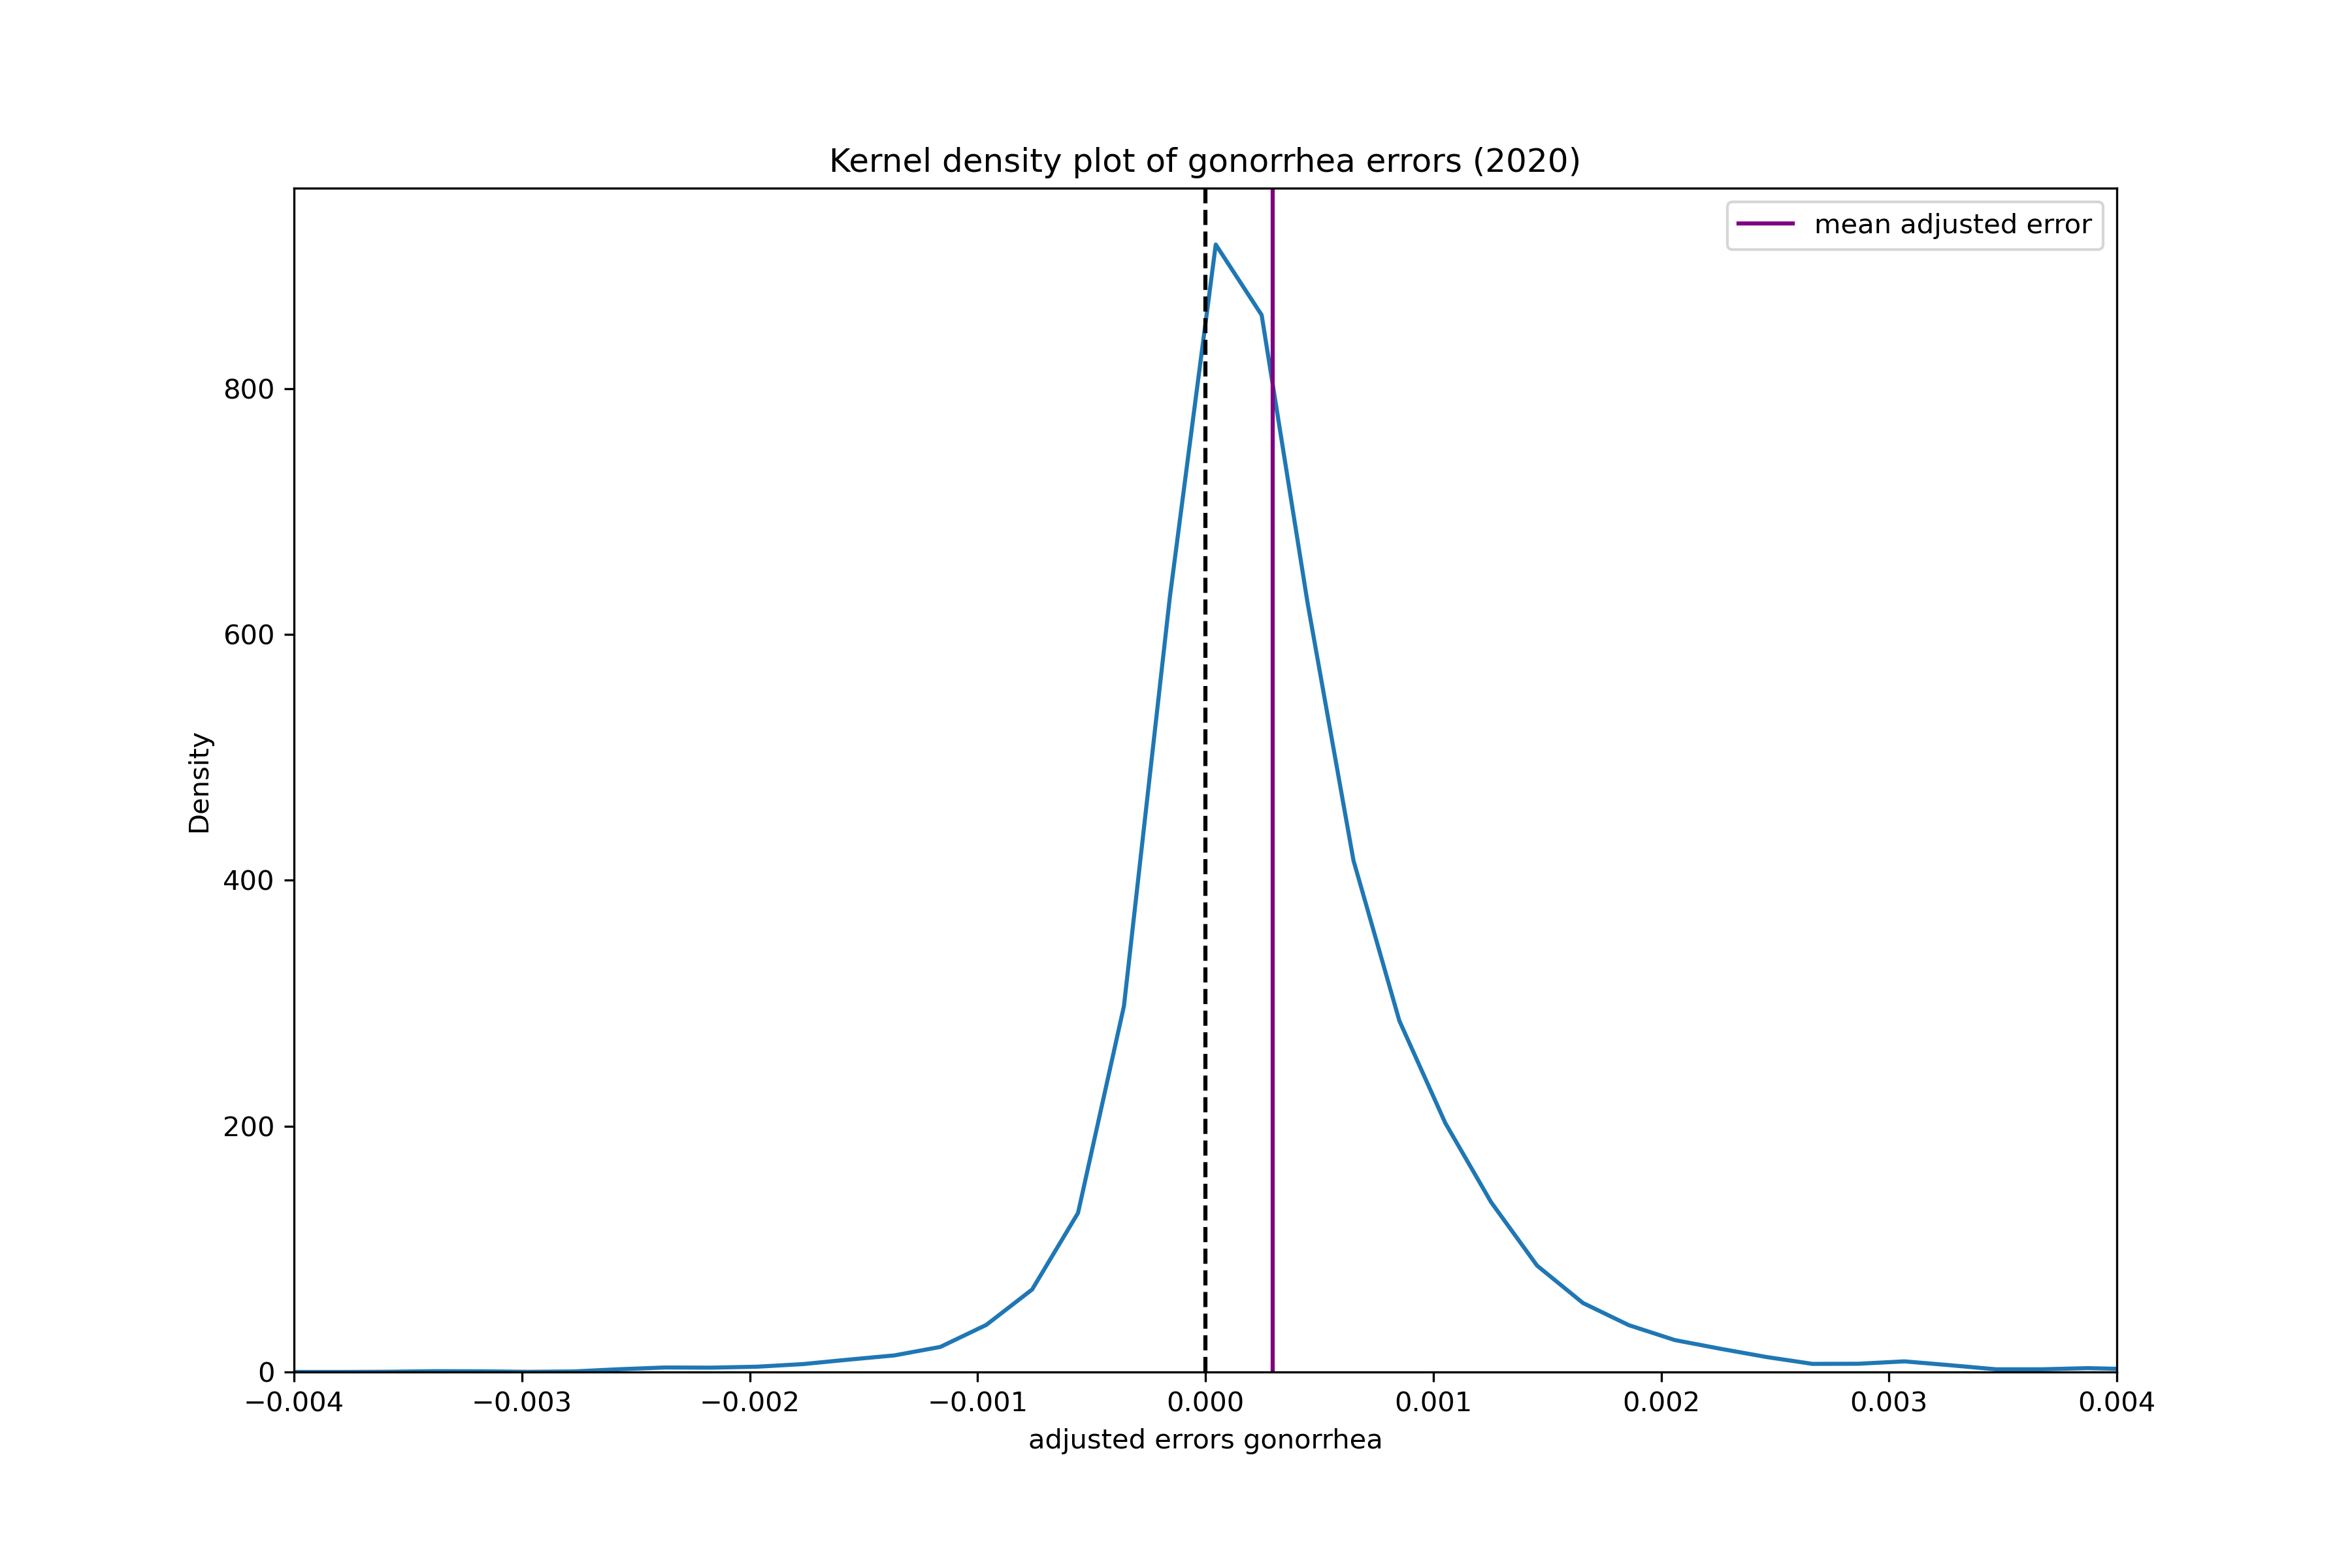 Kernel density plot of gonorrhea errors (2020)
mean adjusted error
800
600
400
200
0
Density
−0.004 −0.003 −0.002 −0.001 0.000 0.001 0.002 0.003 0.004
adjusted errors gonorrhea